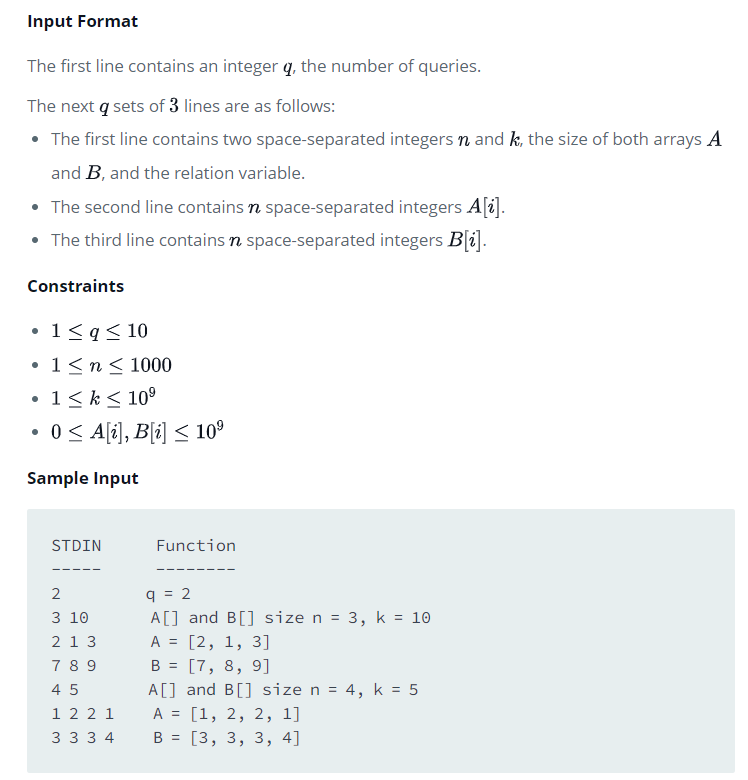 Input Format
The first line contains an integer q, the number of queries.
The next q sets of 3 lines are as follows:
• The first line contains two space-separated integers n and k, the size of both arrays A
and B, and the relation variable.
• The second line contains n space-separated integers A[i].
• The third line contains n space-separated integers B[i].
Constraints
• 1 ≤ q ≤ 10
• 1 ≤ n ≤ 1000
• 1 ≤ k ≤ 10⁹
• 0 ≤ A[i], B[i] ≤ 10⁹
Sample Input
STDIN Function
----- --------
2 q = 2
3 10 A[] and B[] size n = 3, k = 10
2 1 3 A = [2, 1, 3]
7 8 9 B = [7, 8, 9]
4 5 A[] and B[] size n = 4, k = 5
1 2 2 1 A = [1, 2, 2, 1]
3 3 3 4 B = [3, 3, 3, 4]